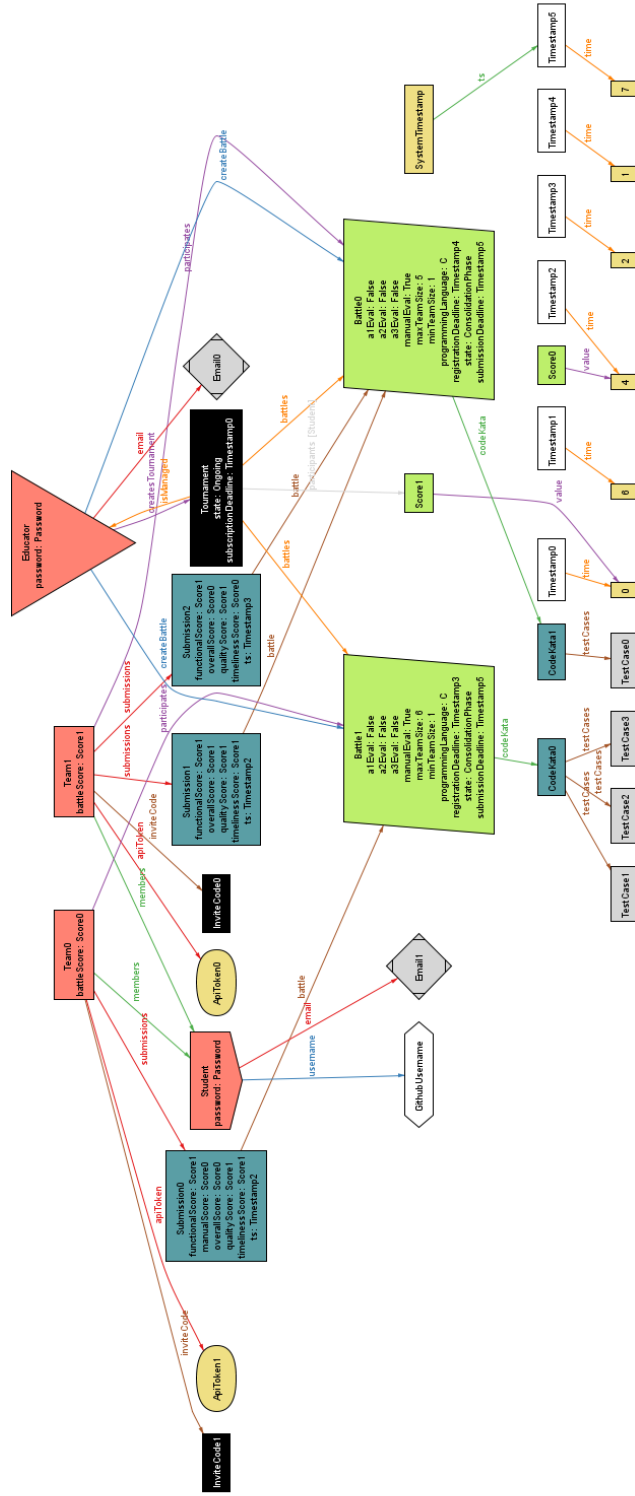 Educator
password: Password
Team0
battleScore: Score0
Team1
battleScore: Score1
participates
createBattle
submissions
submissions
email
createsTournament
isManaged
createBattle
participates
apiToken
inviteCode
members
members
submissions
apiToken
inviteCode
InviteCode1
ApiToken1
Submission0
functionalScore: Score1
manualScore: Score0
overallScore: Score0
qualityScore: Score1
timelinessScore: Score1
ts: Timestamp2
Student
password: Password
ApiToken0
InviteCode0
Submission1
functionalScore: Score1
overallScore: Score0
qualityScore: Score1
timelinessScore: Score1
ts: Timestamp2
Submission2
functionalScore: Score1
overallScore: Score0
qualityScore: Score1
timelinessScore: Score0
ts: Timestamp3
Tournament
state: Ongoing
subscriptionDeadline: Timestamp0
Email0
battle
username
email
battle
battle
battles
participants [Student]
battles
GithubUsername
Email1
Battle1
a1Eval: False
a2Eval: False
a3Eval: False
manualEval: True
maxTeamSize: 6
minTeamSize: 1
programmingLanguage: C
registrationDeadline: Timestamp3
state: ConsolidationPhase
submissionDeadline: Timestamp5
Score1
Battle0
a1Eval: False
a2Eval: False
a3Eval: False
manualEval: True
maxTeamSize: 5
minTeamSize: 1
programmingLanguage: C
registrationDeadline: Timestamp4
state: ConsolidationPhase
submissionDeadline: Timestamp5
SystemTimestamp
codeKata
codeKata
value
ts
CodeKata0
CodeKata1
Timestamp0
Timestamp1
Score0
Timestamp2
Timestamp3
Timestamp4
Timestamp5
testCases
testCases
testCases
testCases
time
time
value
time
time
time
time
TestCase1
TestCase2
TestCase3
TestCase0
0
6
4
2
1
7